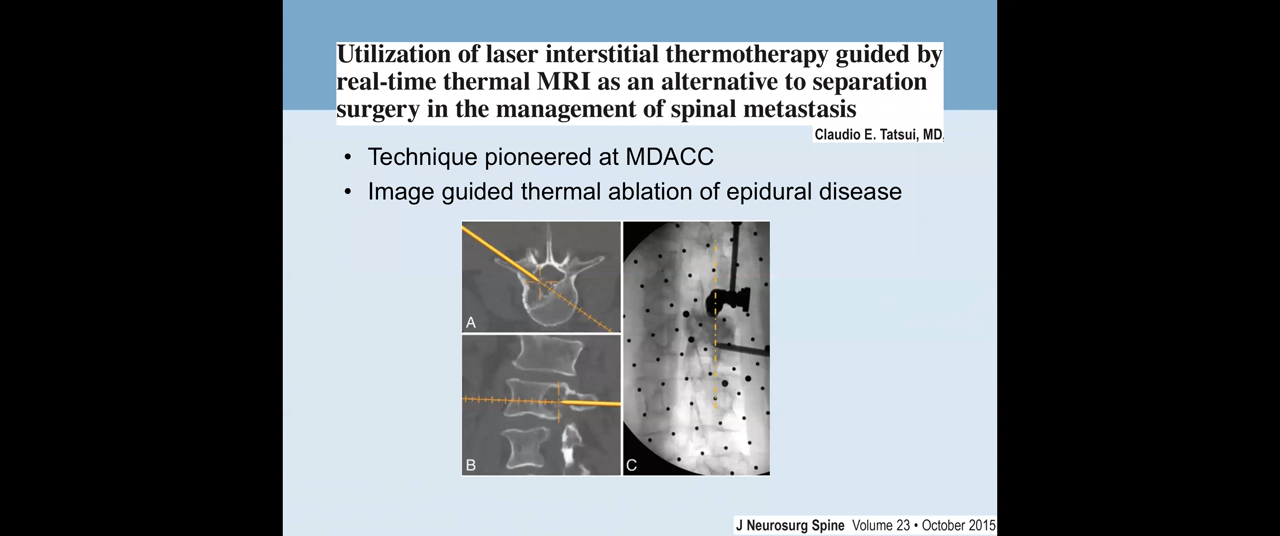 Utilization of laser interstitial thermotherapy guided by
real-time thermal MRI as an alternative to separation
surgery in the management of spinal metastasis
Claudio E. Tatsui, MD,
• Technique pioneered at MDACC
• Image guided thermal ablation of epidural disease
A
B
C
J Neurosurg Spine Volume 23 • October 2015